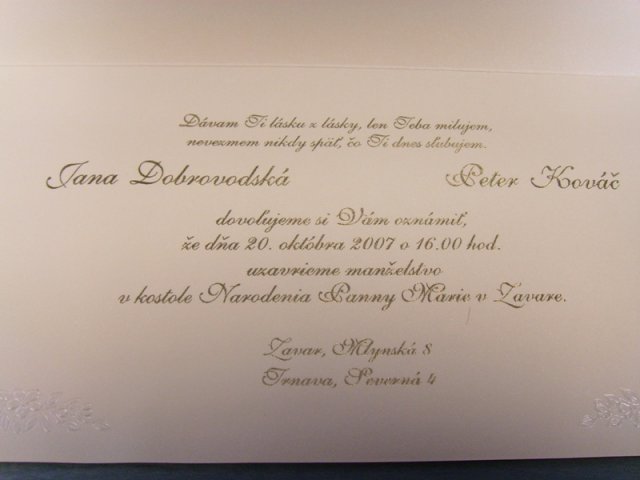 Dávam Ti lásku z lásky, len Teba milujem,
nevezmem nikdy späť, čo Ti dnes sľubujem.
Jana Dobrovodská Peter Kováč
dovoľujeme si Vám oznámiť,
že dňa 20. októbra 2007 o 16.00 hod.
uzavrieme manželstvo
v kostole Narodenia Panny Márie v Zavare.
Zavar, Mlynská 8
Trnava, Severná 4